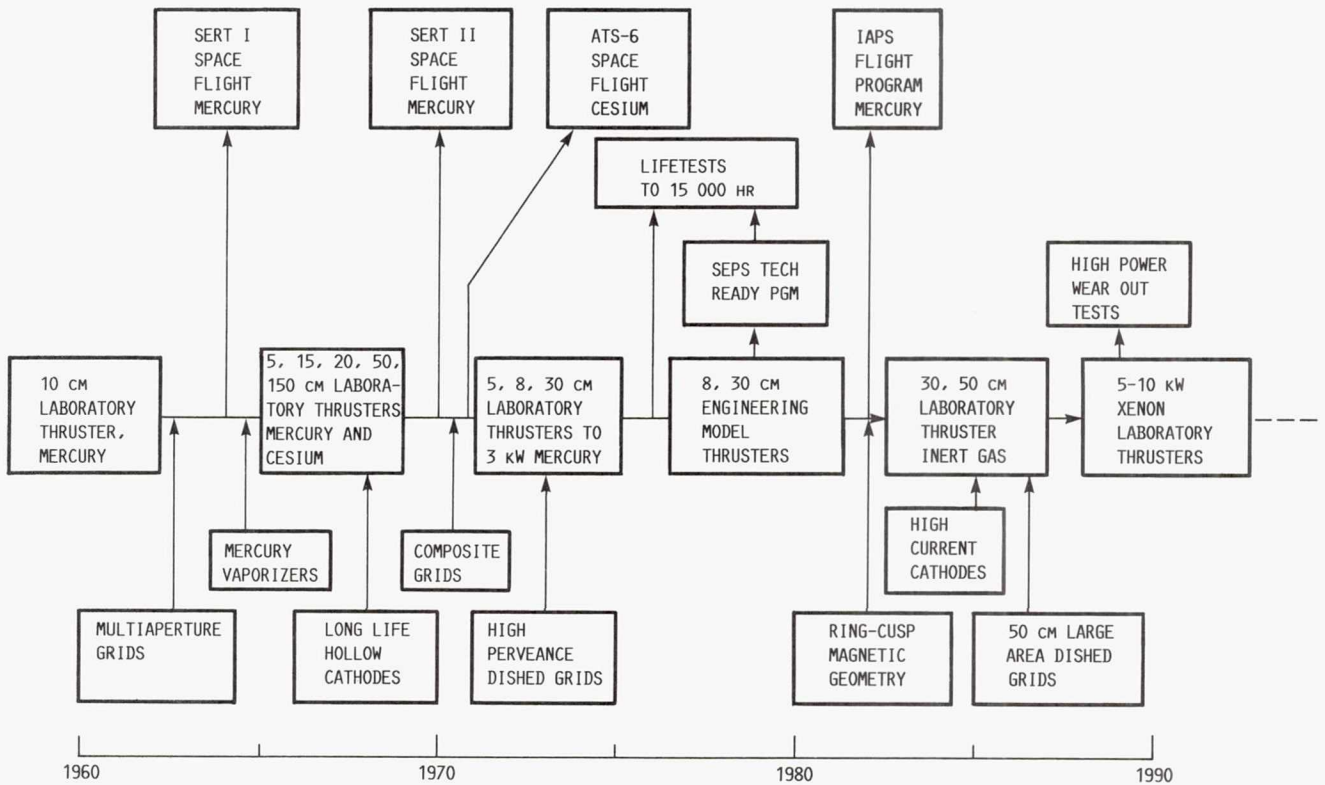 SERT I
SPACE
FLIGHT
MERCURY
SERT II
SPACE
FLIGHT
MERCURY
ATS-6
SPACE
FLIGHT
CESIUM
IAPS
FLIGHT
PROGRAM
MERCURY
LIFETESTS
TO 15 000 HR
SEPS TECH
READY PGM
HIGH POWER
WEAR OUT
TESTS
10 CM
LABORATORY
THRUSTER,
MERCURY
5, 15, 20, 50,
150 CM LABORA-
TORY THRUSTERS
MERCURY AND
CESIUM
5, 8, 30 CM
LABORATORY
THRUSTERS TO
3 KW MERCURY
8, 30 CM
ENGINEERING
MODEL
THRUSTERS
30, 50 CM
LABORATORY
THRUSTER
INERT GAS
5-10 KW
XENON
LABORATORY
THRUSTERS
MERCURY
VAPORIZERS
COMPOSITE
GRIDS
HIGH
CURRENT
CATHODES
MULTIAPERTURE
GRIDS
LONG LIFE
HOLLOW
CATHODES
HIGH
PERVEANCE
DISHED GRIDS
RING-CUSP
MAGNETIC
GEOMETRY
50 CM LARGE
AREA DISHED
GRIDS
1960
1970
1980
1990